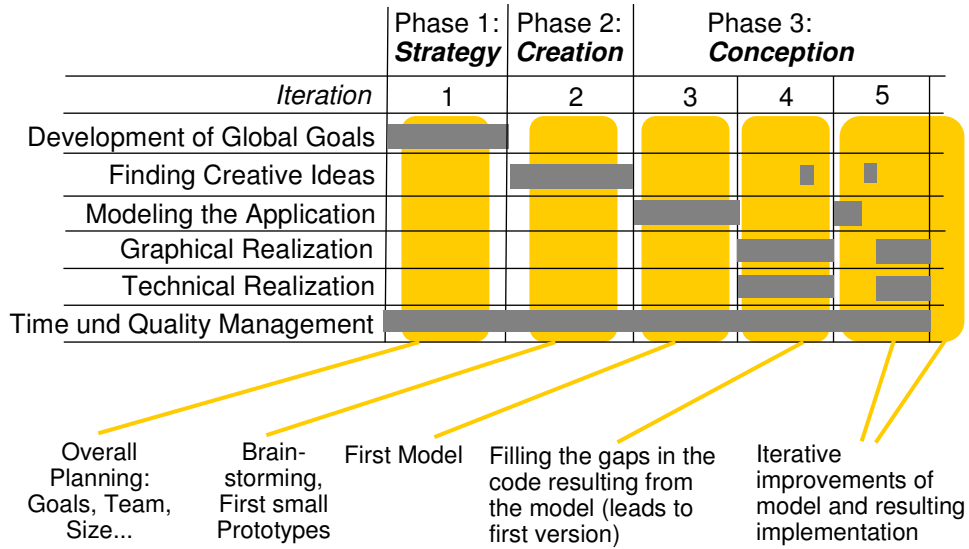 Phase 1:
Strategy
Phase 2:
Creation
Phase 3:
Conception
Iteration 1 2 3 4 5
Development of Global Goals
Finding Creative Ideas
Modeling the Application
Graphical Realization
Technical Realization
Time und Quality Management
Overall
Planning:
Goals, Team,
Size...
Brain-
storming,
First small
Prototypes
First Model
Filling the gaps in the
code resulting from
the model (leads to
first version)
Iterative
improvements of
model and resulting
implementation